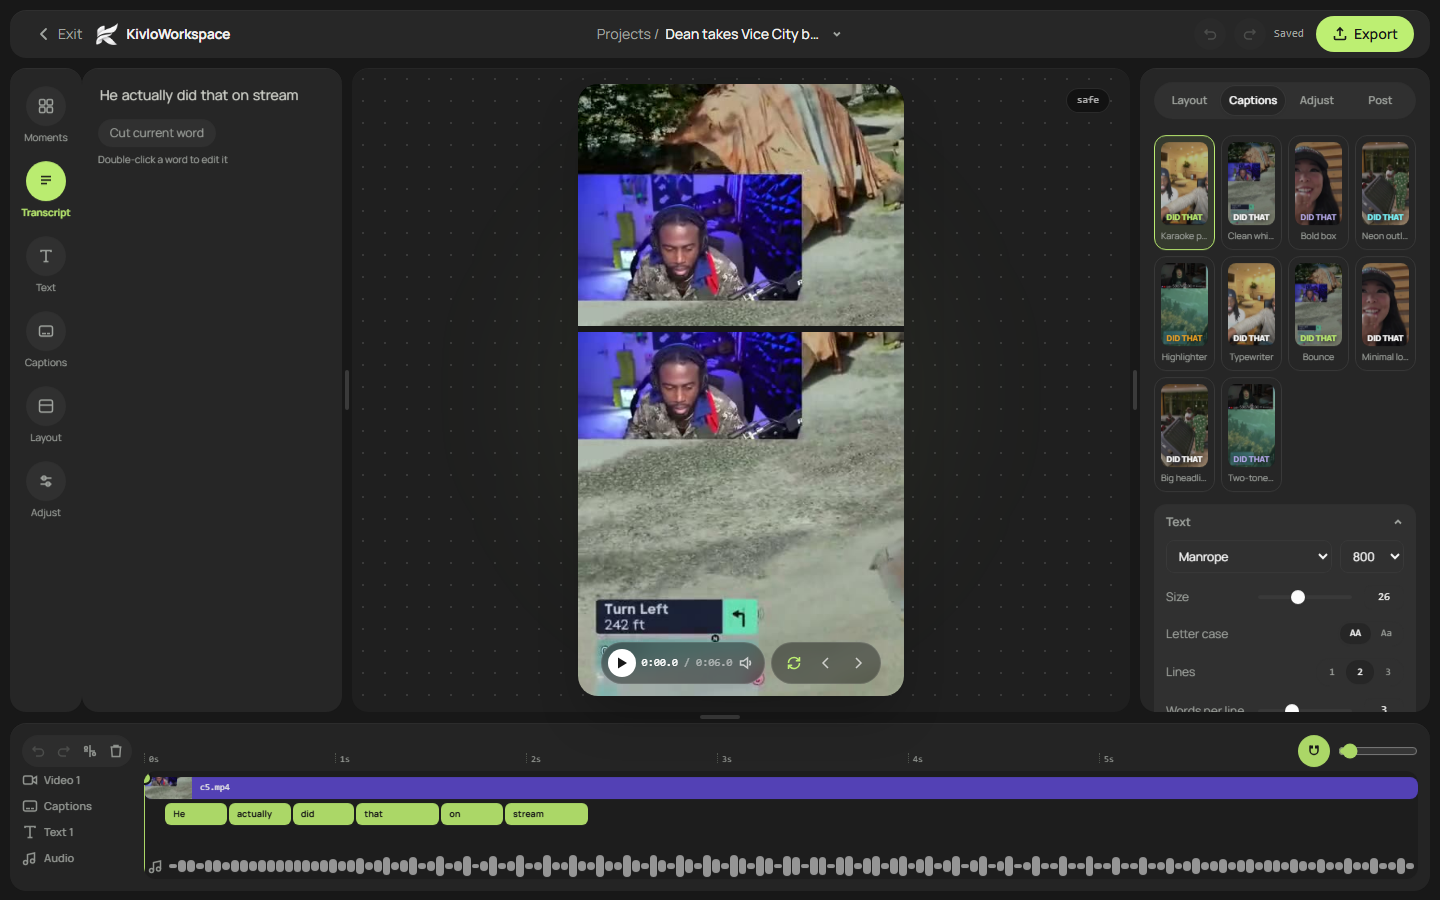 Exit
KivloWorkspace
Projects / Dean takes Vice City b...
Saved
Export
Moments
Transcript
Text
Captions
Layout
Adjust
He actually did that on stream
Cut current word
Double-click a word to edit it
safe
Turn Left
242 ft
0:00.0 / 0:06.0
Layout
Captions
Adjust
Post
DID THAT
DID THAT
DID THAT
DID THAT
Karaoke p...
Clean whi...
Bold box
Neon outl...
DID THAT
DID THAT
DID THAT
DID THAT
Highlighter
Typewriter
Bounce
Minimal lo...
DID THAT
DID THAT
Big headli...
Two-tone...
Text
Manrope
800
Size
26
Letter case
AA
Aa
Lines
1
2
3
Words per line
3
0s
1s
2s
3s
4s
5s
Video 1
c5.mp4
Captions
He
actually
did
that
on
stream
Text 1
Audio